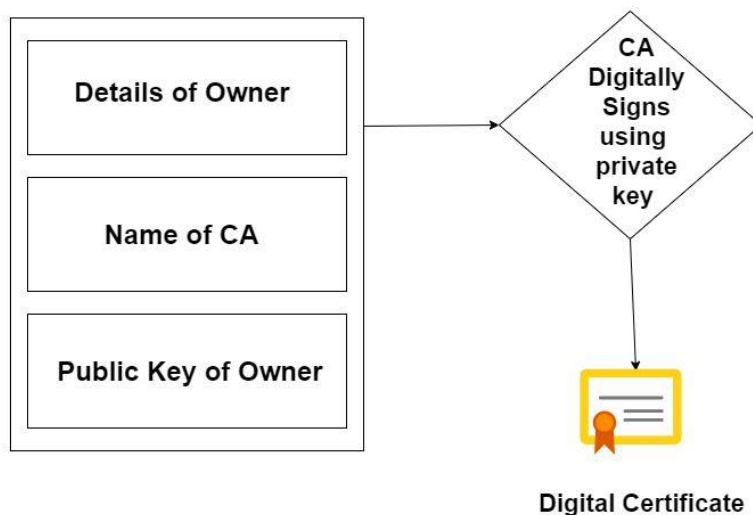 Details of Owner
Name of CA
Public Key of Owner
CA
Digitally
Signs
using
private
key
Digital Certificate